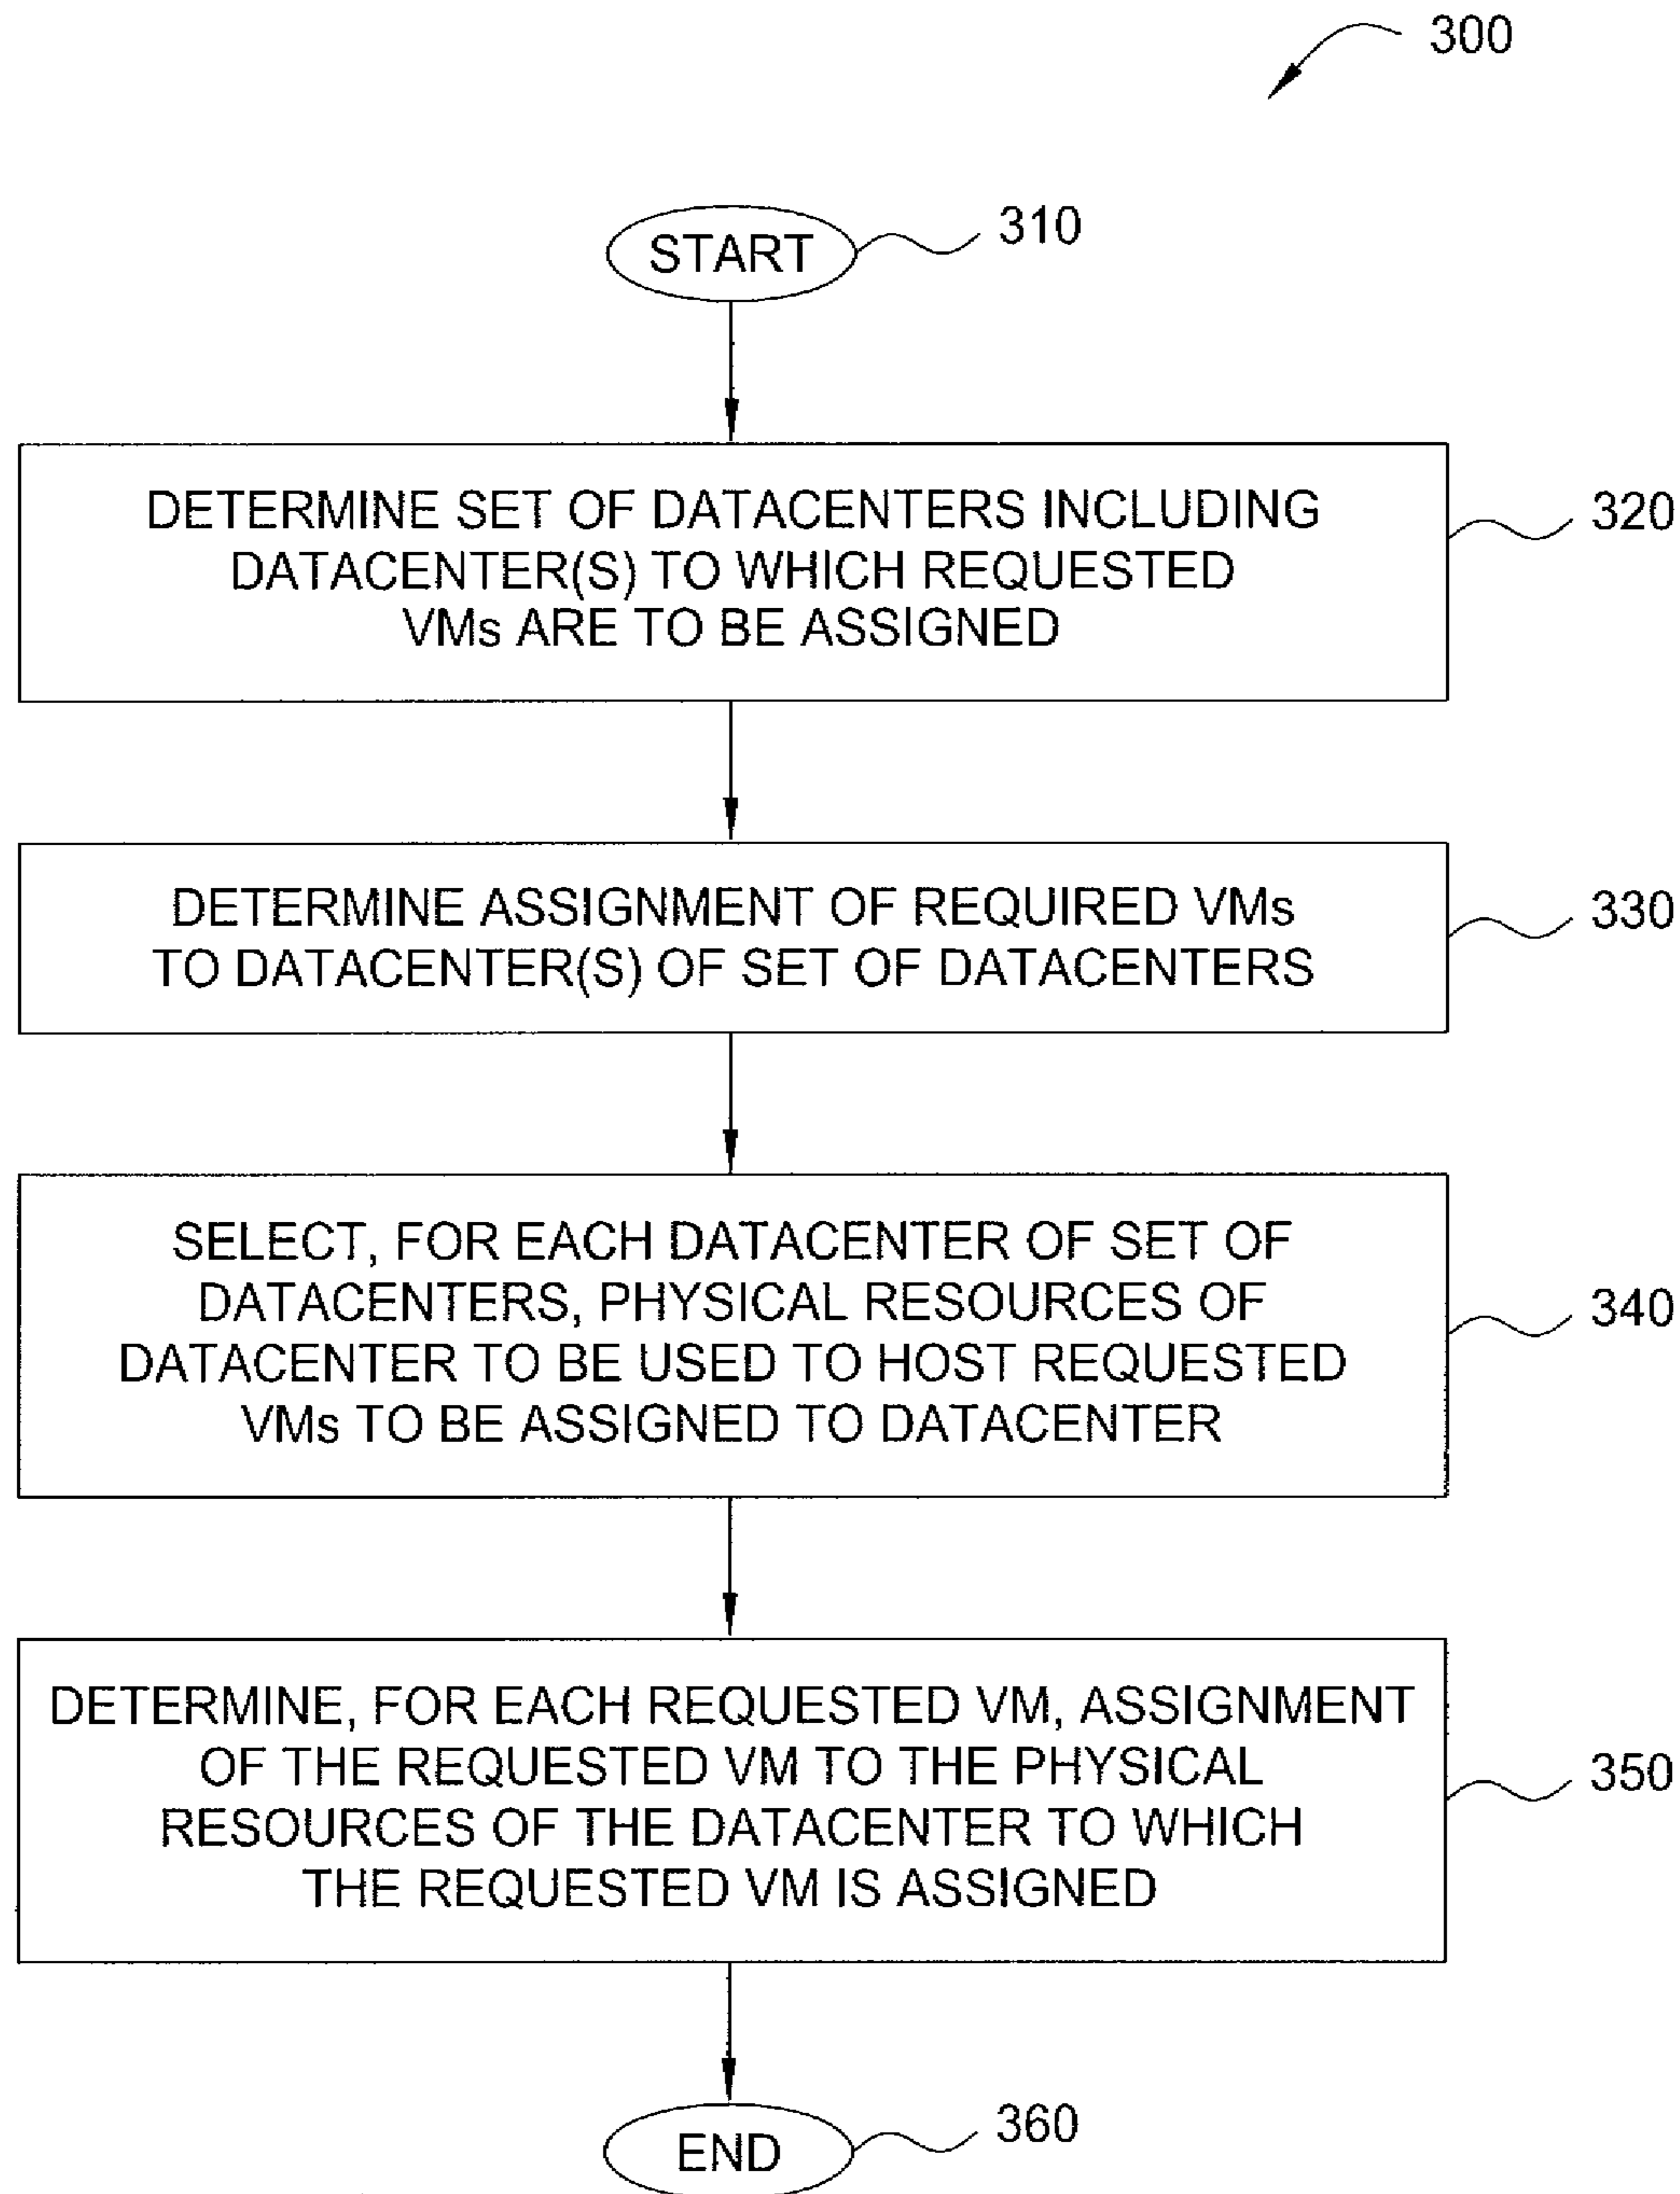 300
START
310
DETERMINE SET OF DATACENTERS INCLUDING
DATACENTER(S) TO WHICH REQUESTED
VMs ARE TO BE ASSIGNED
320
DETERMINE ASSIGNMENT OF REQUIRED VMs
TO DATACENTER(S) OF SET OF DATACENTERS
330
SELECT, FOR EACH DATACENTER OF SET OF
DATACENTERS, PHYSICAL RESOURCES OF
DATACENTER TO BE USED TO HOST REQUESTED
VMs TO BE ASSIGNED TO DATACENTER
340
DETERMINE, FOR EACH REQUESTED VM, ASSIGNMENT
OF THE REQUESTED VM TO THE PHYSICAL
RESOURCES OF THE DATACENTER TO WHICH
THE REQUESTED VM IS ASSIGNED
350
END
360